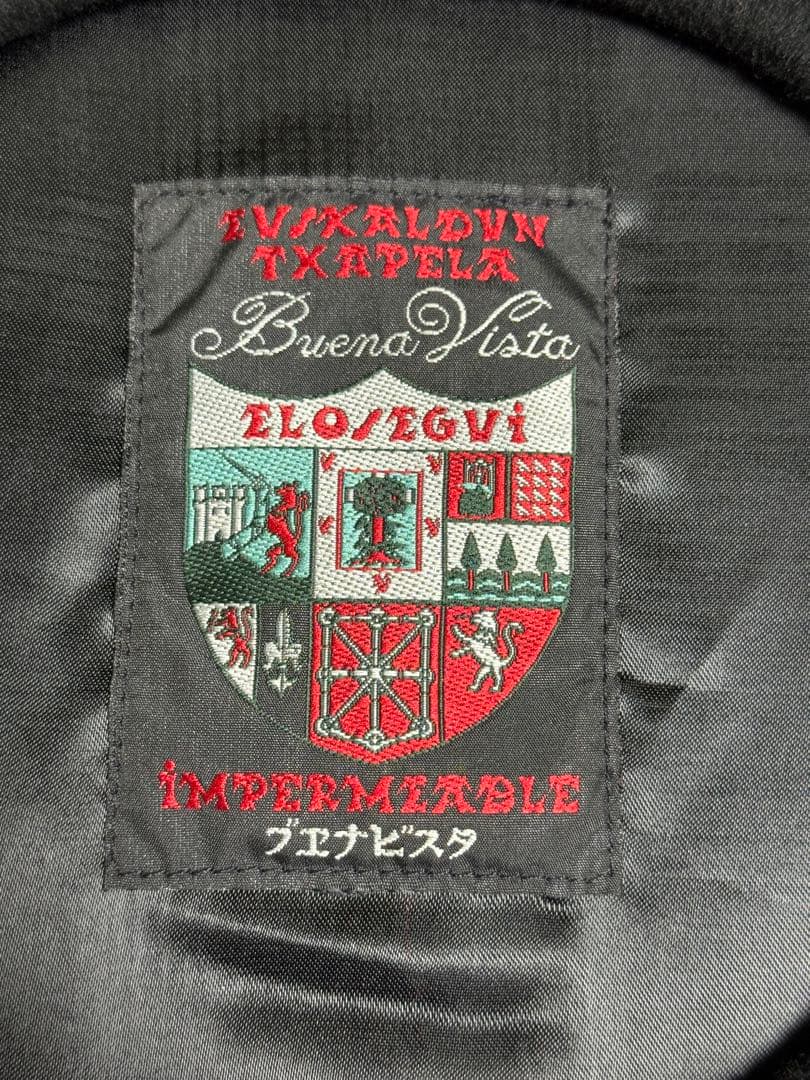 EUSKALDUN
TXAPELA
Buena Vista
ELOSEGUi
iMPERMEABLE
ブエナビスタ